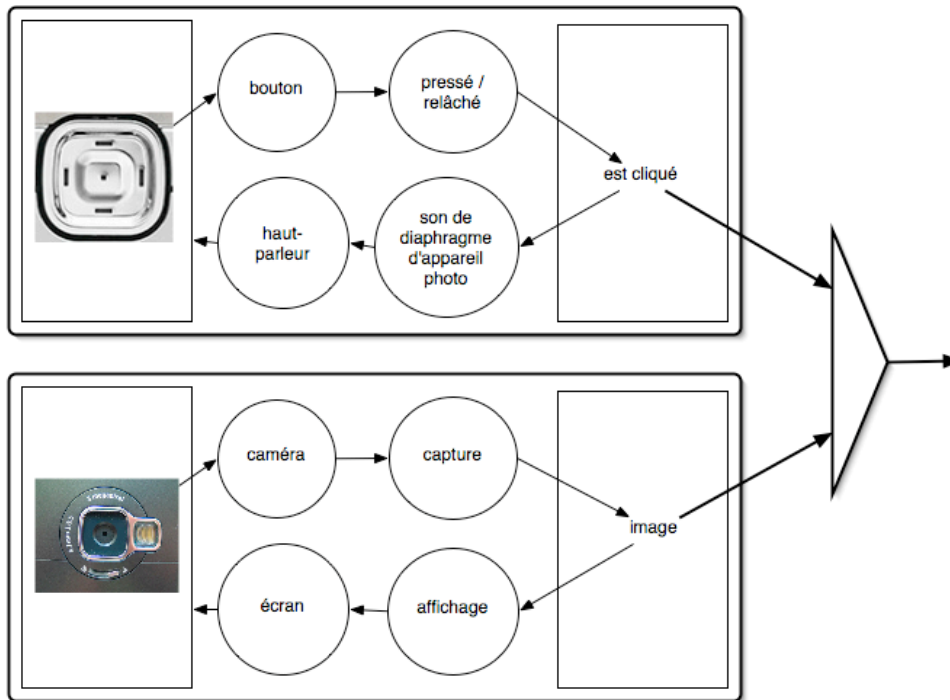 bouton
pressé /
relâché
est cliqué
haut-
parleur
son de
diaphragme
d'appareil
photo
caméra
capture
image
écran
affichage